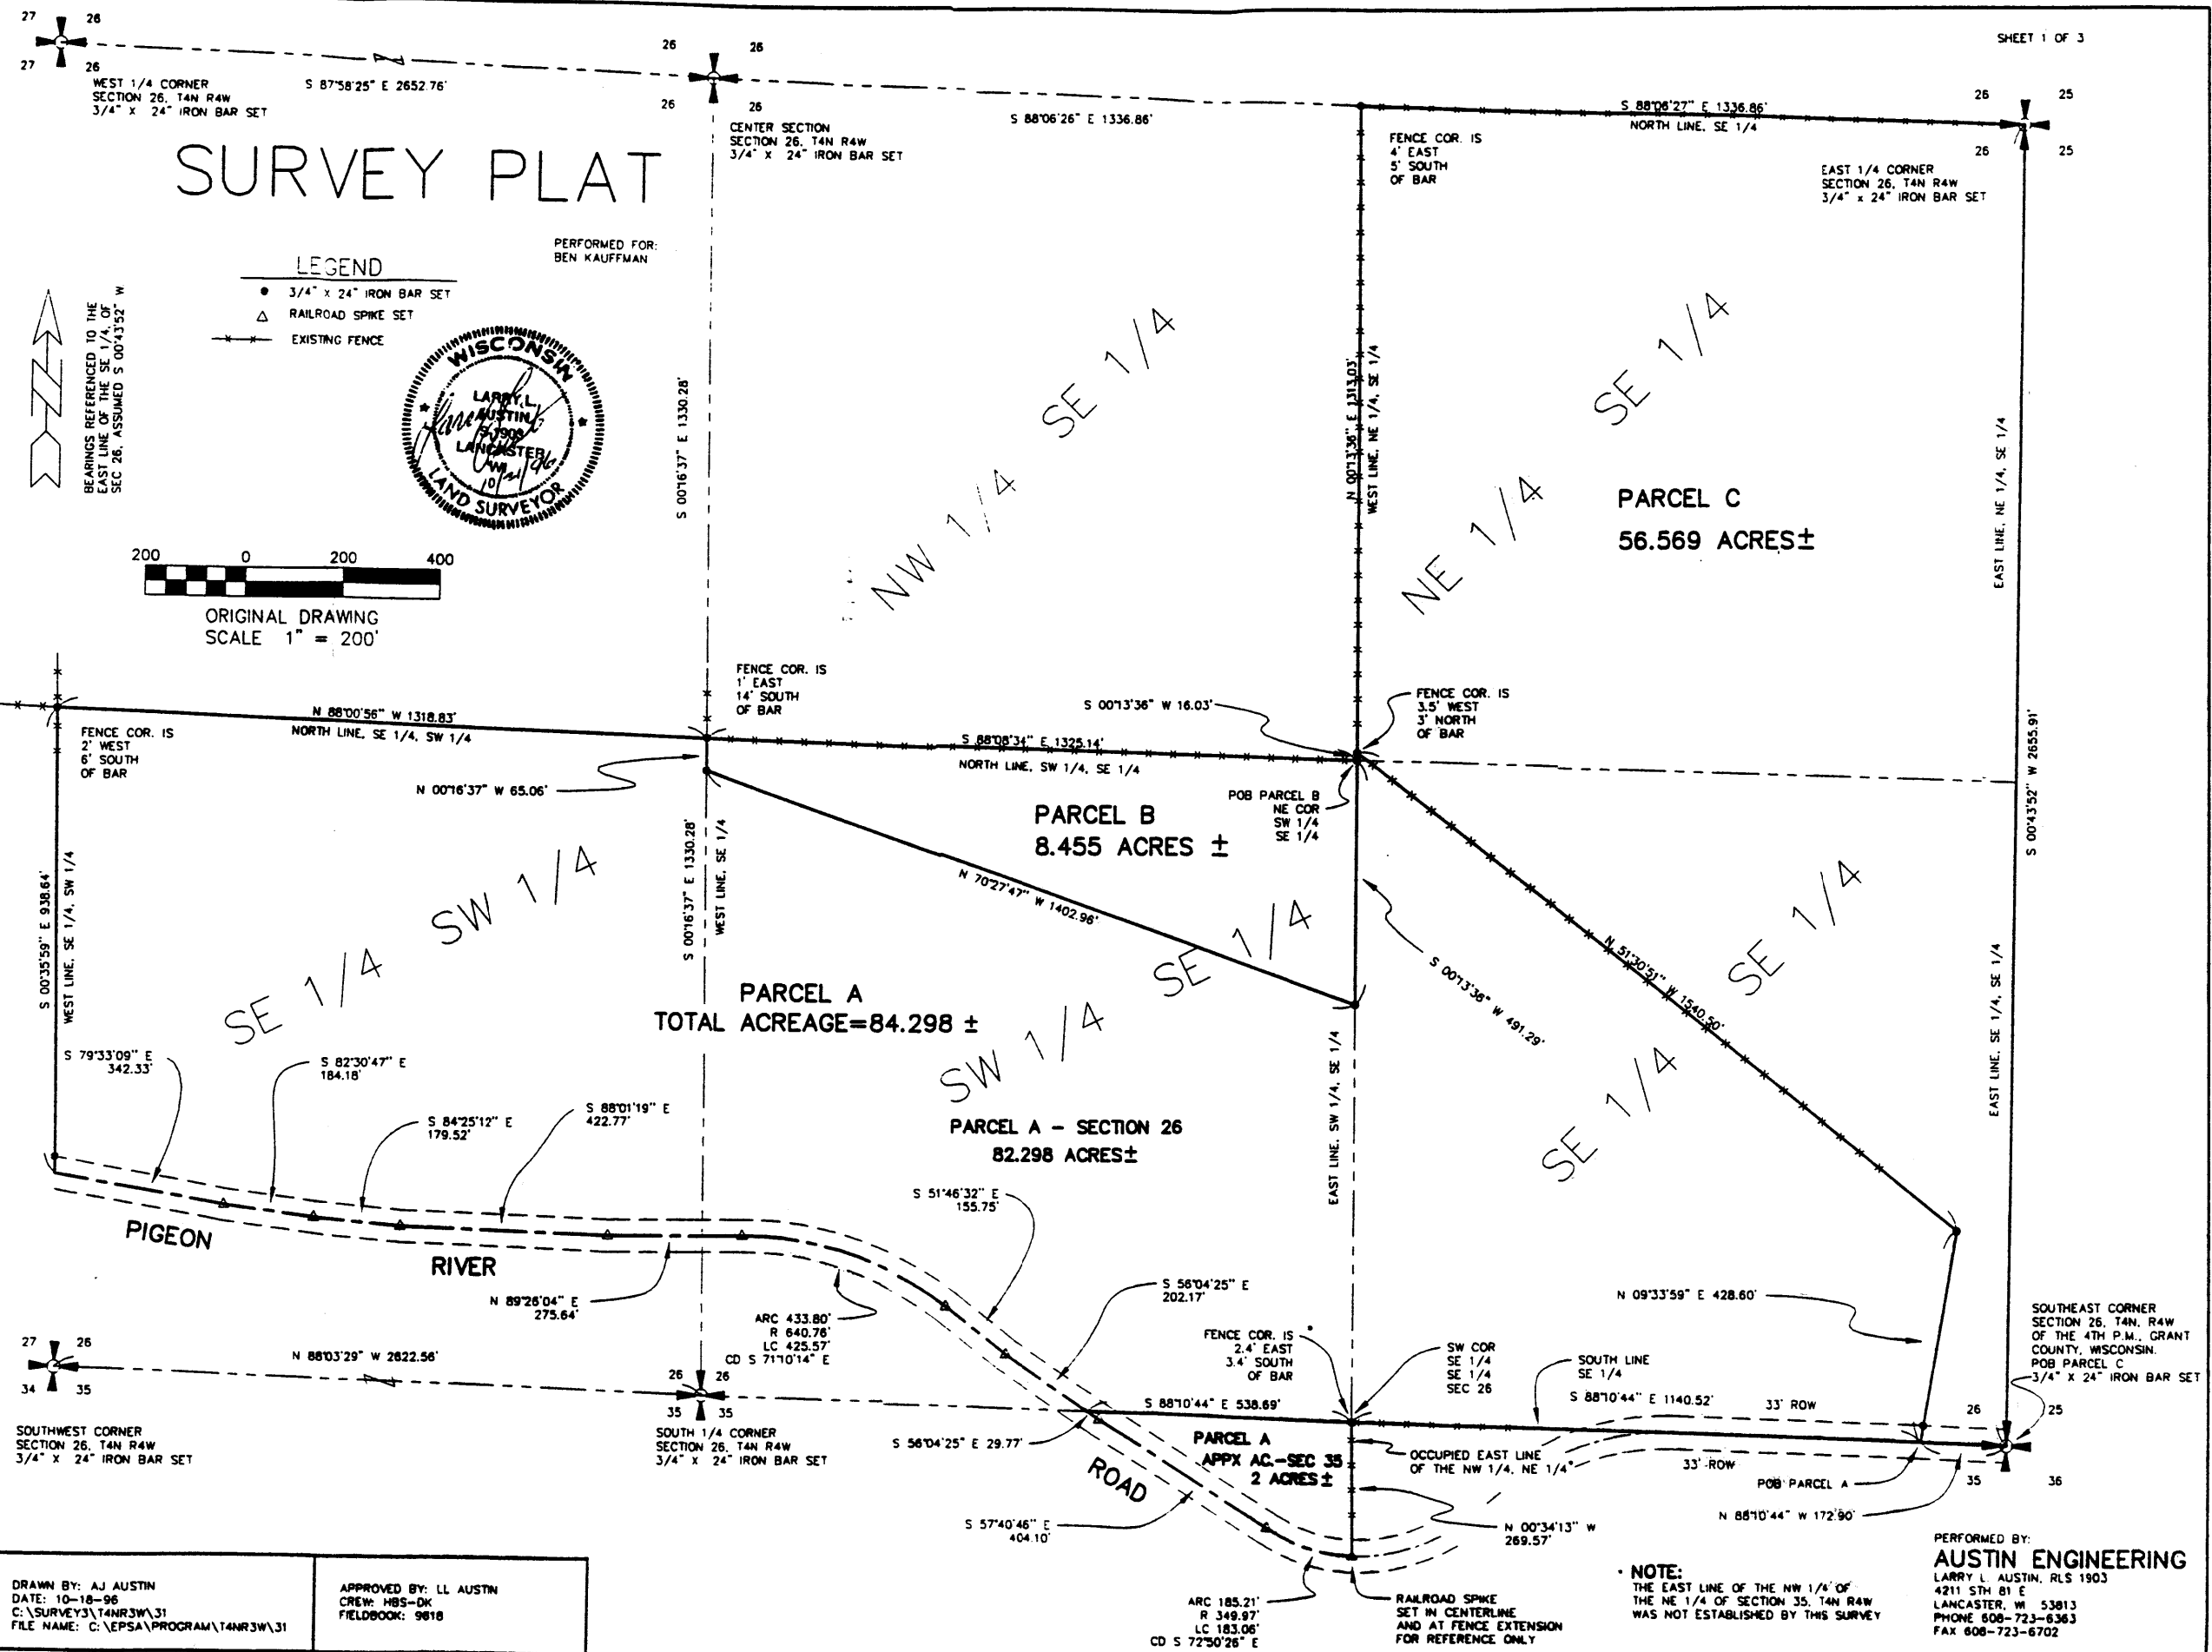 SHEET 1 OF 3
27 26
27 26
WEST 1/4 CORNER
SECTION 26, T4N R4W
3/4" X 24" IRON BAR SET
S 87°58'25" E 2652.76'
26 26
26 26
CENTER SECTION
SECTION 26, T4N R4W
3/4" X 24" IRON BAR SET
S 88°06'26" E 1336.86'
S 88°06'27" E 1336.86'
NORTH LINE, SE 1/4
FENCE COR. IS
4' EAST
5' SOUTH
OF BAR
26 25
26 25
EAST 1/4 CORNER
SECTION 26, T4N R4W
3/4" x 24" IRON BAR SET
SURVEY PLAT
PERFORMED FOR:
BEN KAUFFMAN
LEGEND
3/4" X 24" IRON BAR SET
RAILROAD SPIKE SET
EXISTING FENCE
BEARINGS REFERENCED TO THE
EAST LINE OF THE SE 1/4, OF
SEC 26, ASSUMED S 00°43'52" W
WISCONSIN
LARRY L.
AUSTIN
LANCASTER
WI
LAND SURVEYOR
200 0 200 400
ORIGINAL DRAWING
SCALE 1" = 200'
S 00°16'37" E 1330.28'
NW 1/4 SE 1/4
N 00°13'36" E 1313.03'
WEST LINE, NE 1/4, SE 1/4
NE 1/4 SE 1/4
PARCEL C
56.569 ACRES±
EAST LINE, NE 1/4, SE 1/4
S 00°43'52" W 2655.91'
N 88°00'56" W 1318.83'
NORTH LINE, SE 1/4, SW 1/4
FENCE COR. IS
2' WEST
6' SOUTH
OF BAR
FENCE COR. IS
1' EAST
14' SOUTH
OF BAR
N 00°16'37" W 65.06'
S 88°08'34" E 1325.14'
NORTH LINE, SW 1/4, SE 1/4
S 00°13'36" W 16.03'
FENCE COR. IS
3.5' WEST
3' NORTH
OF BAR
POB PARCEL B
NE COR
SW 1/4
SE 1/4
PARCEL B
8.455 ACRES ±
N 70°27'47" W 1402.96'
S 00°13'36" W 491.29'
N 51°30'51" W 1540.50'
S 00°35'59" E 938.64'
WEST LINE, SE 1/4, SW 1/4
SE 1/4 SW 1/4
S 00°16'37" E 1330.28'
WEST LINE, SE 1/4
SW 1/4 SE 1/4
SE 1/4 SE 1/4
EAST LINE, SW 1/4, SE 1/4
EAST LINE, SE 1/4, SE 1/4
PARCEL A
TOTAL ACREAGE=84.298 ±
PARCEL A - SECTION 26
82.298 ACRES±
S 79°33'09" E
342.33'
S 82°30'47" E
184.18'
S 84°25'12" E
179.52'
S 88°01'19" E
422.77'
PIGEON
RIVER
ROAD
N 89°26'04" E
275.64'
ARC 433.80'
R 640.76'
LC 425.57'
CD S 71°10'14" E
S 51°46'32" E
155.75'
S 56°04'25" E
202.17'
N 09°33'59" E 428.60'
FENCE COR. IS
2.4' EAST
3.4' SOUTH
OF BAR
SW COR
SE 1/4
SE 1/4
SEC 26
SOUTH LINE
SE 1/4
S 88°10'44" E 1140.52'
33' ROW
SOUTHEAST CORNER
SECTION 26, T4N, R4W
OF THE 4TH P.M., GRANT
COUNTY, WISCONSIN.
POB PARCEL C
3/4" X 24" IRON BAR SET
27 26
34 35
N 88°03'29" W 2622.56'
SOUTHWEST CORNER
SECTION 26, T4N R4W
3/4" X 24" IRON BAR SET
26 26
35 35
SOUTH 1/4 CORNER
SECTION 26, T4N R4W
3/4" X 24" IRON BAR SET
S 88°10'44" E 538.69'
S 56°04'25" E 29.77'
PARCEL A
APPX AC.-SEC 35
2 ACRES±
OCCUPIED EAST LINE
OF THE NW 1/4, NE 1/4*
33' ROW
POB PARCEL A
26 25
35 36
N 88°10'44" W 172.90'
S 57°40'46" E
404.10'
N 00°34'13" W
269.57'
ARC 185.21'
R 349.97'
LC 183.06'
CD S 72°50'26" E
RAILROAD SPIKE
SET IN CENTERLINE
AND AT FENCE EXTENSION
FOR REFERENCE ONLY
* NOTE:
THE EAST LINE OF THE NW 1/4 OF
THE NE 1/4 OF SECTION 35, T4N R4W
WAS NOT ESTABLISHED BY THIS SURVEY
PERFORMED BY:
AUSTIN ENGINEERING
LARRY L. AUSTIN, RLS 1903
4211 STH 81 E
LANCASTER, WI 53813
PHONE 608-723-6363
FAX 608-723-6702
DRAWN BY: AJ AUSTIN
DATE: 10-18-96
C:\SURVEY3\T4NR3W\31
FILE NAME: C:\EPSA\PROGRAM\T4NR3W\31
APPROVED BY: LL AUSTIN
CREW: HBS-DK
FIELDBOOK: 9618